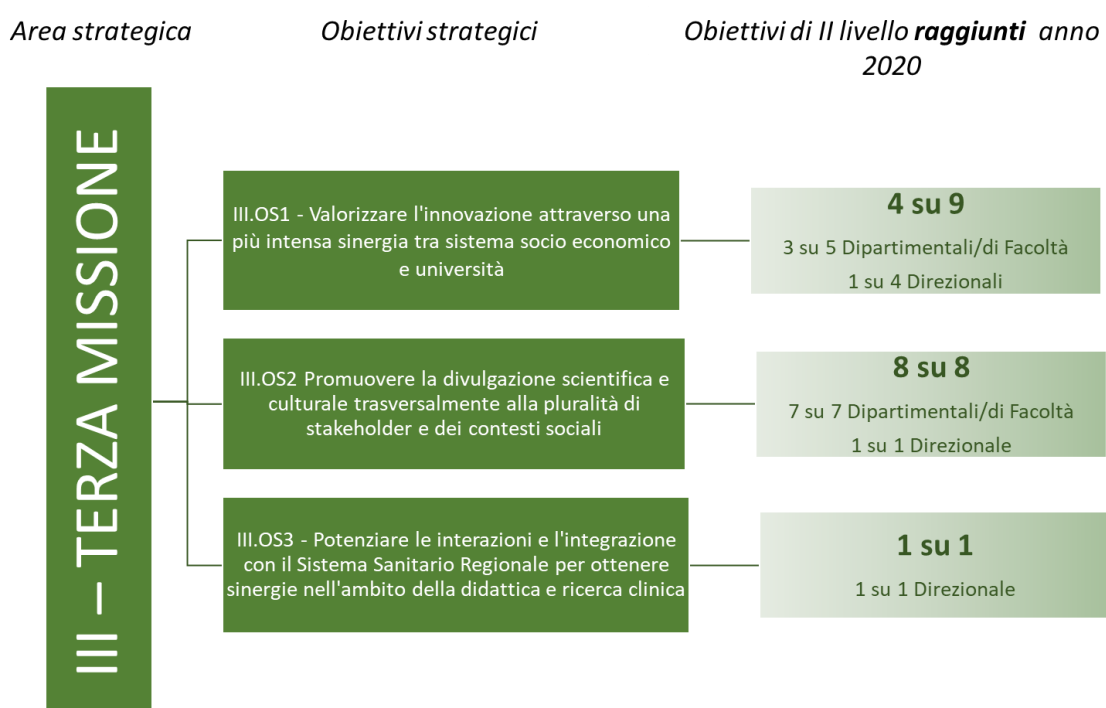 Area strategica
Obiettivi strategici
Obiettivi di II livello raggiunti anno
2020
III – TERZA MISSIONE
III.OS1 - Valorizzare l'innovazione attraverso una
più intensa sinergia tra sistema socio economico
e università
4 su 9
3 su 5 Dipartimentali/di Facoltà
1 su 4 Direzionali
III.OS2 Promuovere la divulgazione scientifica e
culturale trasversalmente alla pluralità di
stakeholder e dei contesti sociali
8 su 8
7 su 7 Dipartimentali/di Facoltà
1 su 1 Direzionale
III.OS3 - Potenziare le interazioni e l'integrazione
con il Sistema Sanitario Regionale per ottenere
sinergie nell'ambito della didattica e ricerca clinica
1 su 1
1 su 1 Direzionale